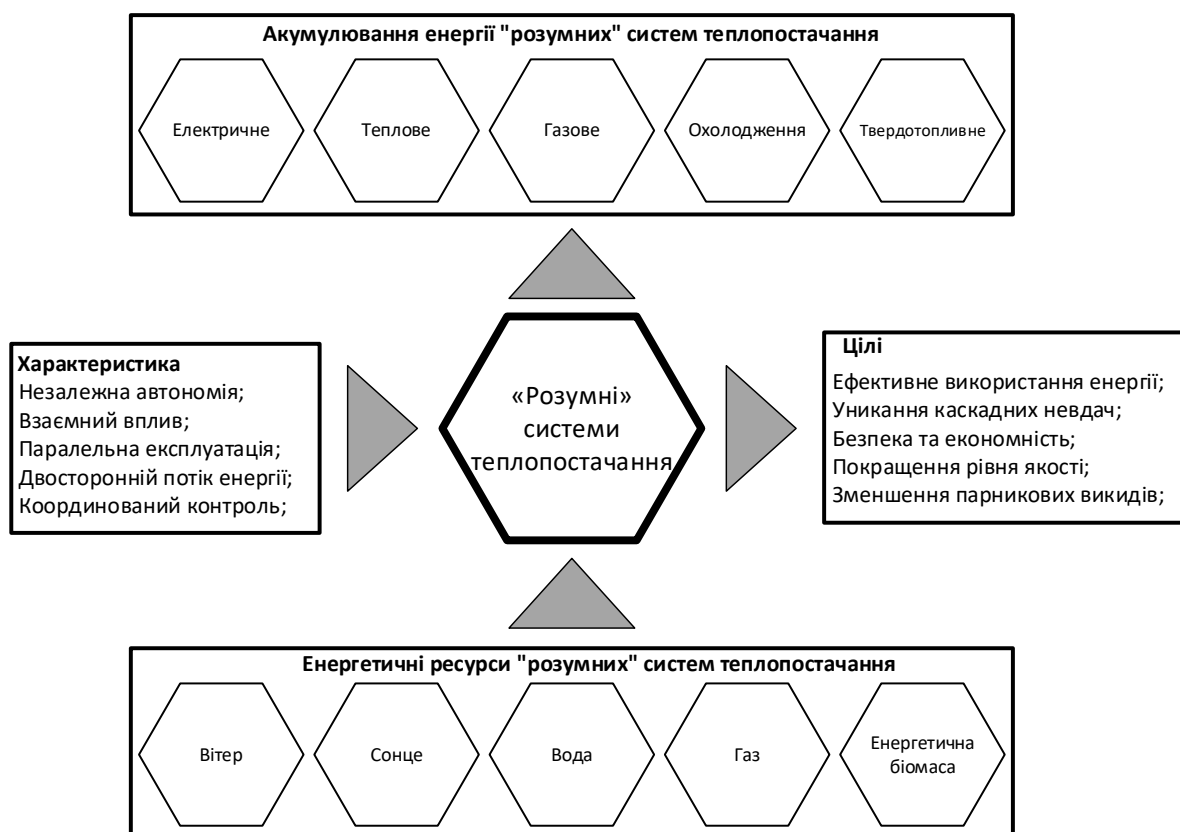 Акумулювання енергії "розумних" систем теплопостачання
Електричне
Теплове
Газове
Охолодження
Твердотопливне
Характеристика
Незалежна автономія;
Взаємний вплив;
Паралельна експлуатація;
Двосторонній потік енергії;
Координований контроль;
«Розумні»
системи
теплопостачання
Цілі
Ефективне використання енергії;
Уникання каскадних невдач;
Безпека та економність;
Покращення рівня якості;
Зменшення парникових викидів;
Енергетичні ресурси "розумних" систем теплопостачання
Вітер
Сонце
Вода
Газ
Енергетична
біомаса